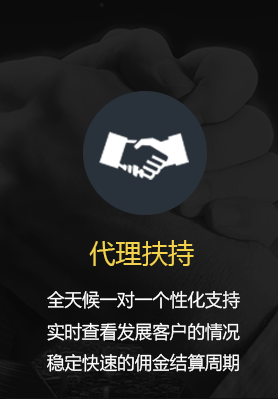 代理扶持
全天候一对一个性化支持
实时查看发展客户的情况
稳定快速的佣金结算周期